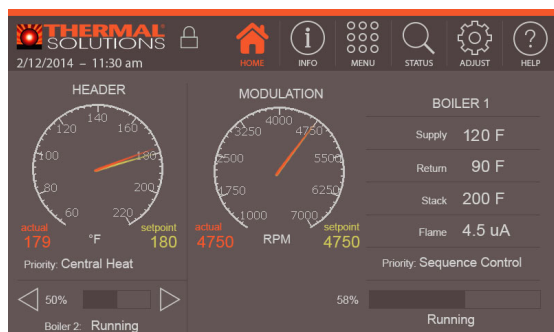 THERMAL
SOLUTIONS
2/12/2014 – 11:30 am
HOME
INFO
MENU
STATUS
ADJUST
HELP
HEADER
60
80
100
120
140
160
180
200
220
°F
actual
179
setpoint
180
Priority: Central Heat
50%
Boiler 2: Running
MODULATION
1000
1750
2500
3250
4000
4750
5500
6250
7000
RPM
actual
4750
setpoint
4750
BOILER 1
Supply 120 F
Return 90 F
Stack 200 F
Flame 4.5 uA
Priority: Sequence Control
58%
Running